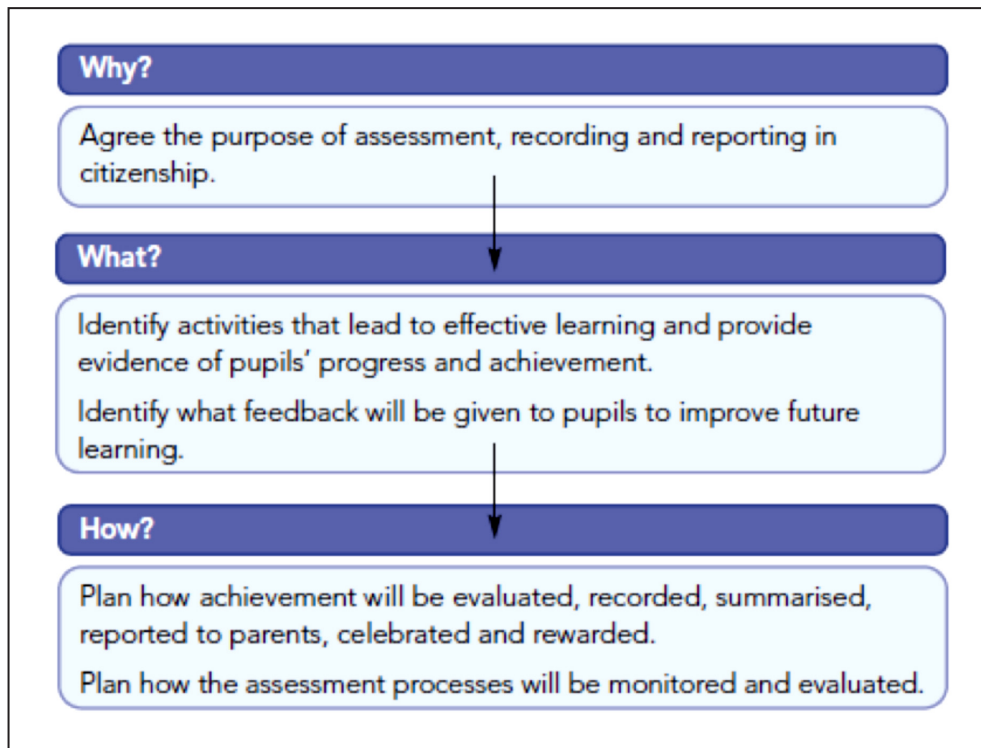 Why?
Agree the purpose of assessment, recording and reporting in
citizenship.
What?
Identify activities that lead to effective learning and provide
evidence of pupils’ progress and achievement.
Identify what feedback will be given to pupils to improve future
learning.
How?
Plan how achievement will be evaluated, recorded, summarised,
reported to parents, celebrated and rewarded.
Plan how the assessment processes will be monitored and evaluated.